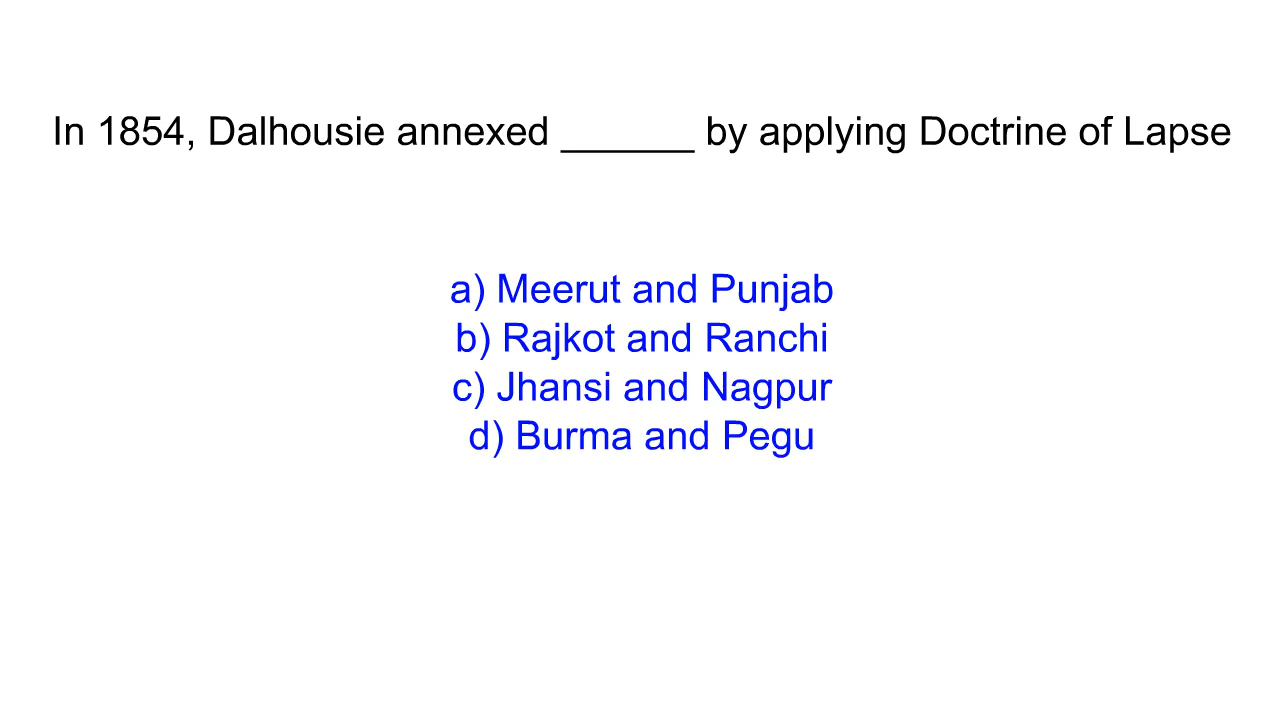 In 1854, Dalhousie annexed ______ by applying Doctrine of Lapse
a) Meerut and Punjab
b) Rajkot and Ranchi
c) Jhansi and Nagpur
d) Burma and Pegu